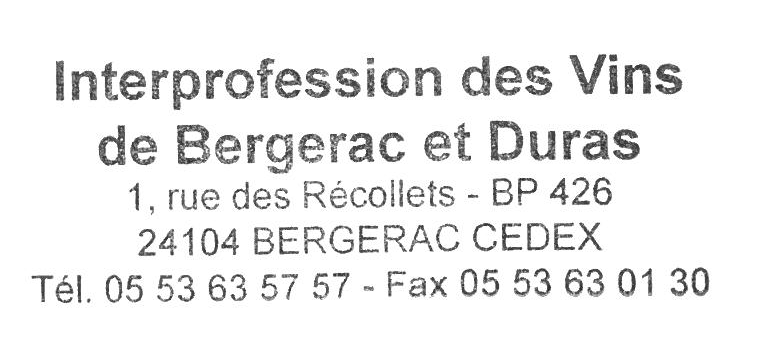 Interprofession des Vins
de Bergerac et Duras
1, rue des Récollets - BP 426
24104 BERGERAC CEDEX
Tél. 05 53 63 57 57 - Fax 05 53 63 01 30